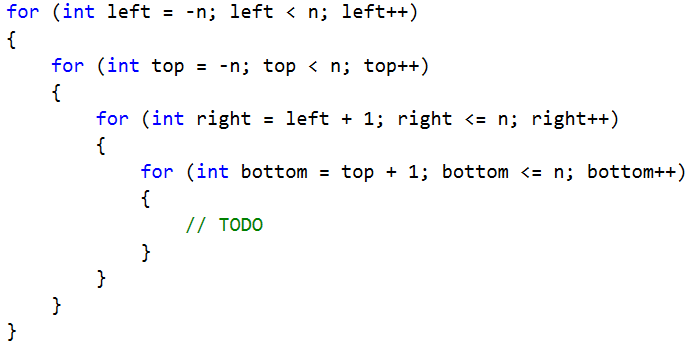 for (int left = -n; left < n; left++)
{
    for (int top = -n; top < n; top++)
    {
        for (int right = left + 1; right <= n; right++)
        {
            for (int bottom = top + 1; bottom <= n; bottom++)
            {
                // TODO
            }
        }
    }
}